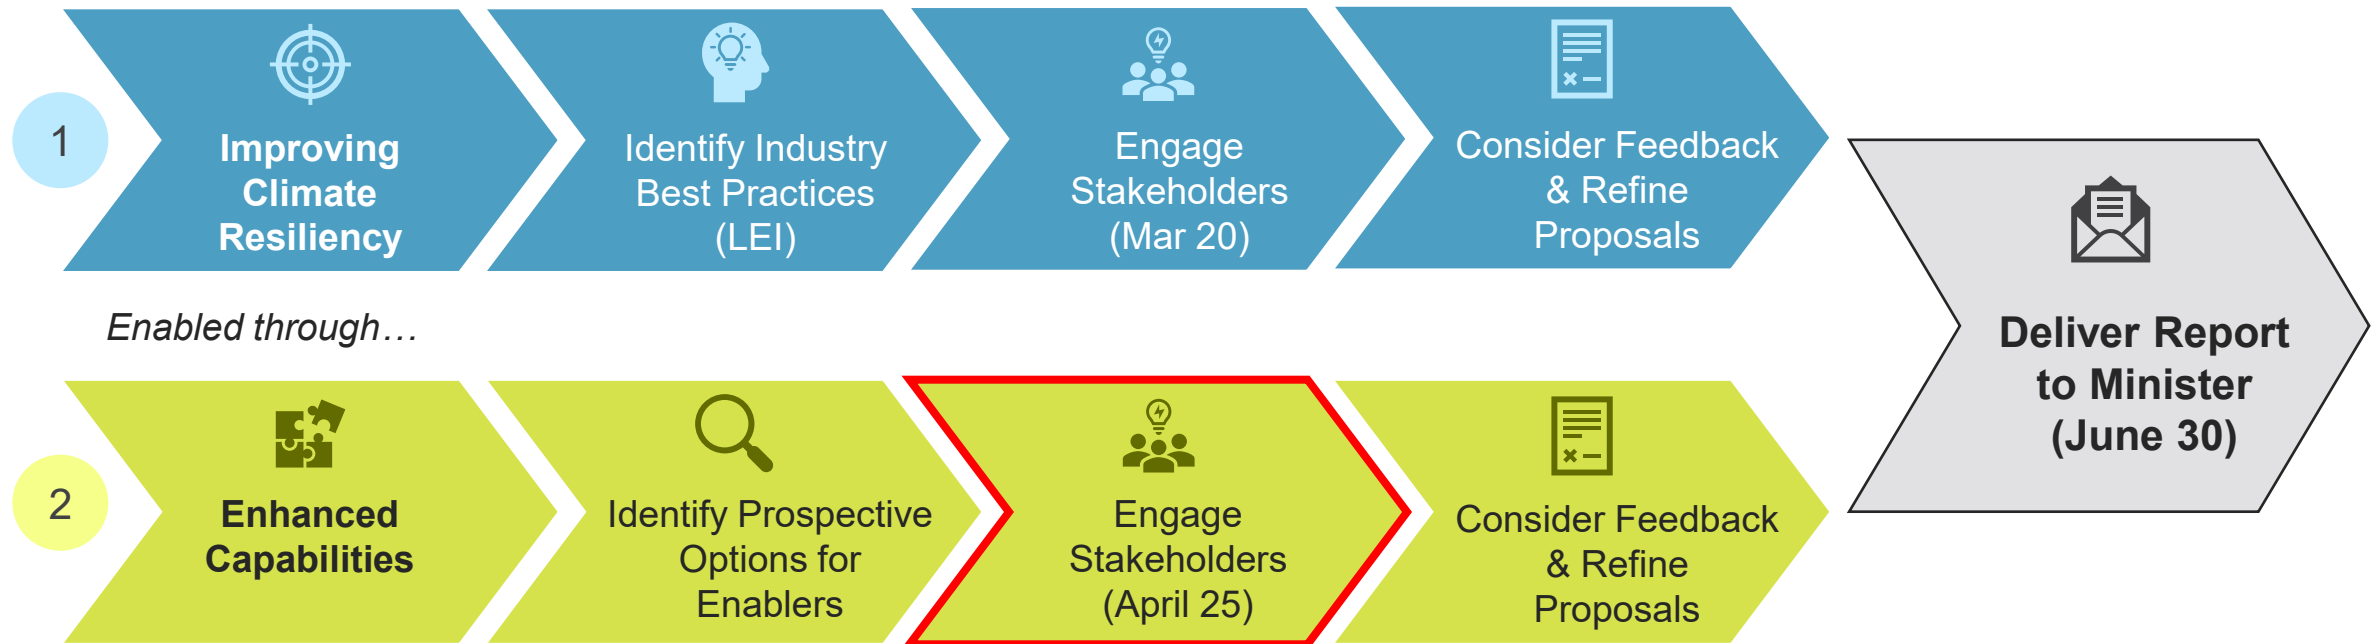 1
Improving
Climate
Resiliency
Identify Industry
Best Practices
(LEI)
Engage
Stakeholders
(Mar 20)
Consider Feedback
& Refine
Proposals
Enabled through…
2
Enhanced
Capabilities
Identify Prospective
Options for
Enablers
Engage
Stakeholders
(April 25)
Consider Feedback
& Refine
Proposals
Deliver Report
to Minister
(June 30)